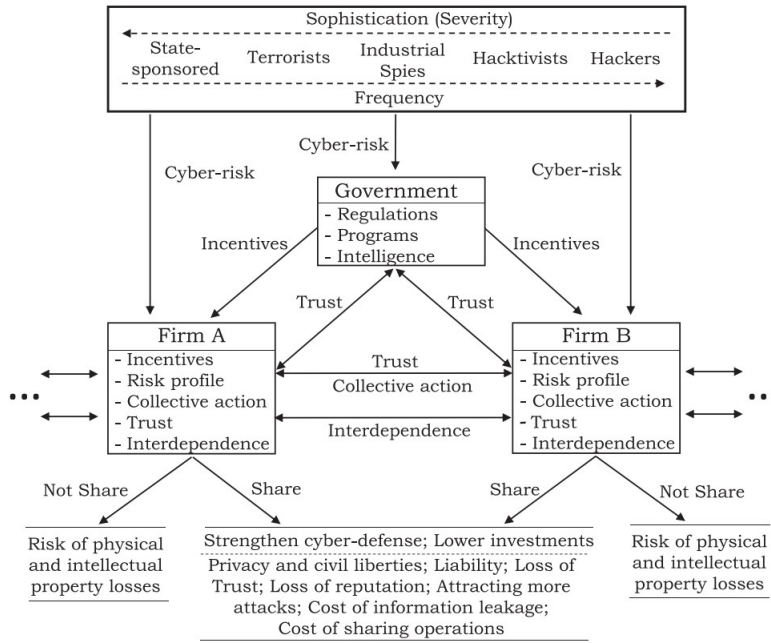 Sophistication (Severity)
State-
sponsored
Terrorists
Industrial
Spies
Hacktivists
Hackers
Frequency
Cyber-risk
Cyber-risk
Cyber-risk
Government
- Regulations
- Programs
- Intelligence
Incentives
Incentives
Trust
Trust
Firm A
- Incentives
- Risk profile
- Collective action
- Trust
- Interdependence
Trust
Collective action
Interdependence
Firm B
- Incentives
- Risk profile
- Collective action
- Trust
- Interdependence
Not Share
Share
Share
Not Share
Risk of physical
and intellectual
property losses
Strengthen cyber-defense; Lower investments
Privacy and civil liberties; Liability; Loss of
Trust; Loss of reputation; Attracting more
attacks; Cost of information leakage;
Cost of sharing operations
Risk of physical
and intellectual
property losses